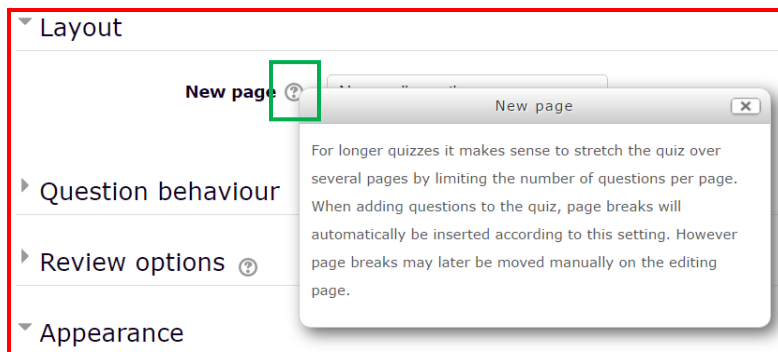 Layout
New page
New page
For longer quizzes it makes sense to stretch the quiz over
several pages by limiting the number of questions per page.
When adding questions to the quiz, page breaks will
automatically be inserted according to this setting. However
page breaks may later be moved manually on the editing
page.
Question behaviour
Review options
Appearance